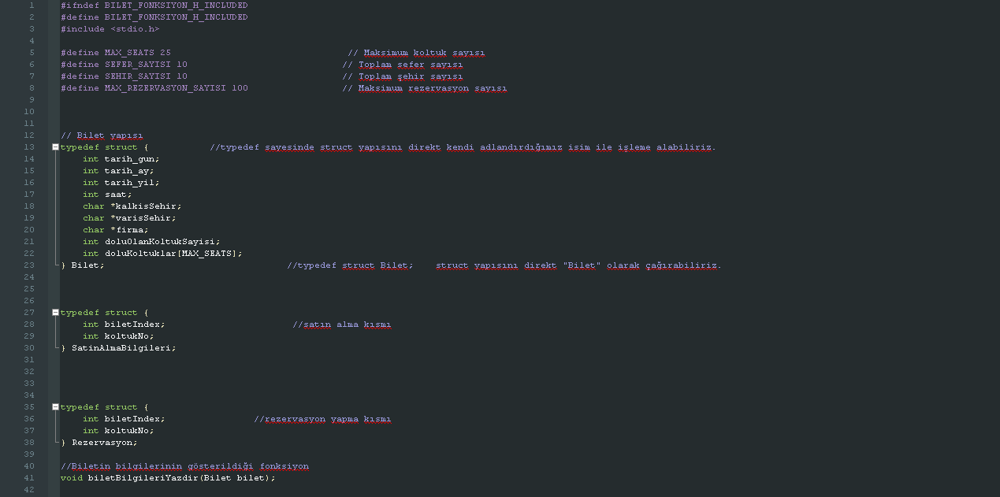 1 #ifndef BILET_FONKSIYON_H_INCLUDED
2 #define BILET_FONKSIYON_H_INCLUDED
3 #include <stdio.h>
4
5 #define MAX_SEATS 25 // Maksimum koltuk sayısı
6 #define SEFER_SAYISI 10 // Toplam sefer sayısı
7 #define SEHIR_SAYISI 10 // Toplam şehir sayısı
8 #define MAX_REZERVASYON_SAYISI 100 // Maksimum rezervasyon sayısı
9
10
11
12 // Bilet yapısı
13 typedef struct { //typedef sayesinde struct yapısını direkt kendi adlandırdığımız isim ile işleme alabiliriz.
14 int tarih_gun;
15 int tarih_ay;
16 int tarih_yil;
17 int saat;
18 char *kalkisSehir;
19 char *varisSehir;
20 char *firma;
21 int doluOlanKoltukSayisi;
22 int doluKoltuklar[MAX_SEATS];
23 } Bilet; //typedef struct Bilet; struct yapısını direkt "Bilet" olarak çağırabiliriz.
24
25
26
27 typedef struct {
28 int biletIndex; //satın alma kısmı
29 int koltukNo;
30 } SatinAlmaBilgileri;
31
32
33
34
35 typedef struct {
36 int biletIndex; //rezervasyon yapma kısmı
37 int koltukNo;
38 } Rezervasyon;
39
40 //Biletin bilgilerinin gösterildiği fonksiyon
41 void biletBilgileriYazdir(Bilet bilet);
42